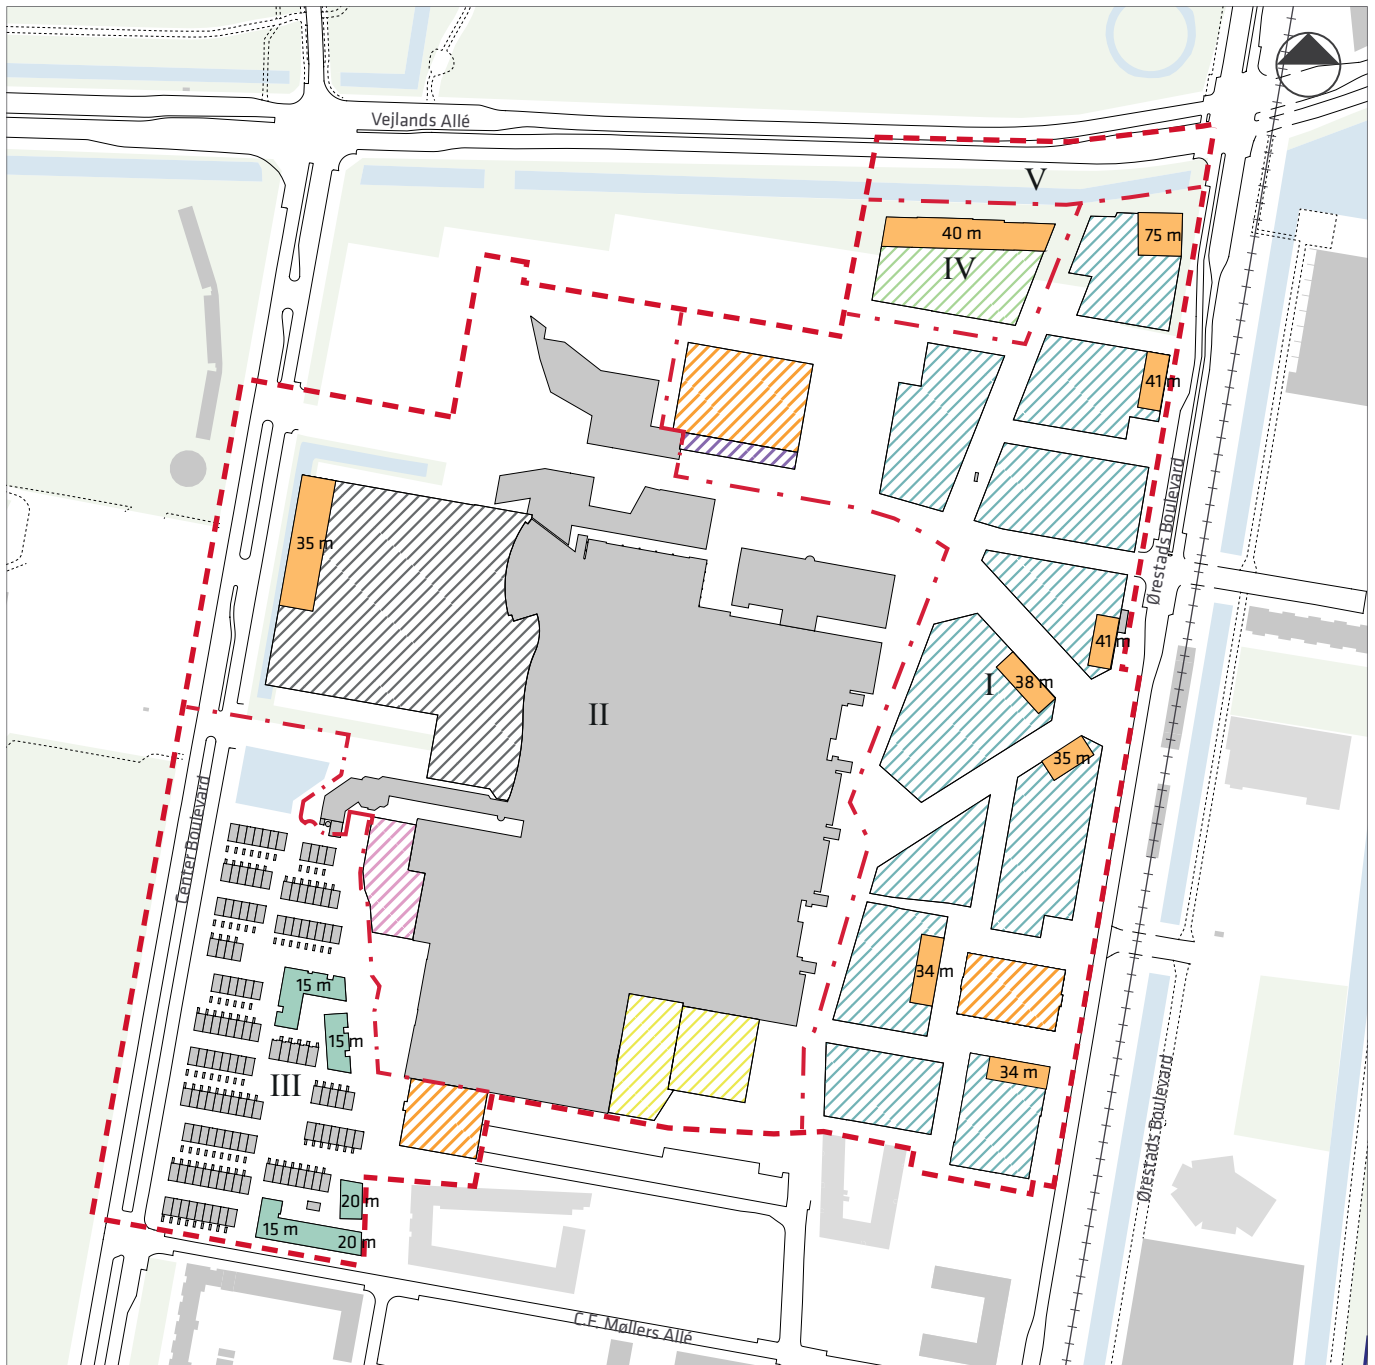 Vejlands Allé
V
40 m
75 m
IV
41 m
Ørestads Boulevard
35 m
41 m
38 m
I
II
35 m
Center Boulevard
34 m
15 m
15 m
34 m
III
Ørestads Boulevard
20 m
15 m
20 m
C.F. Møllers Allé